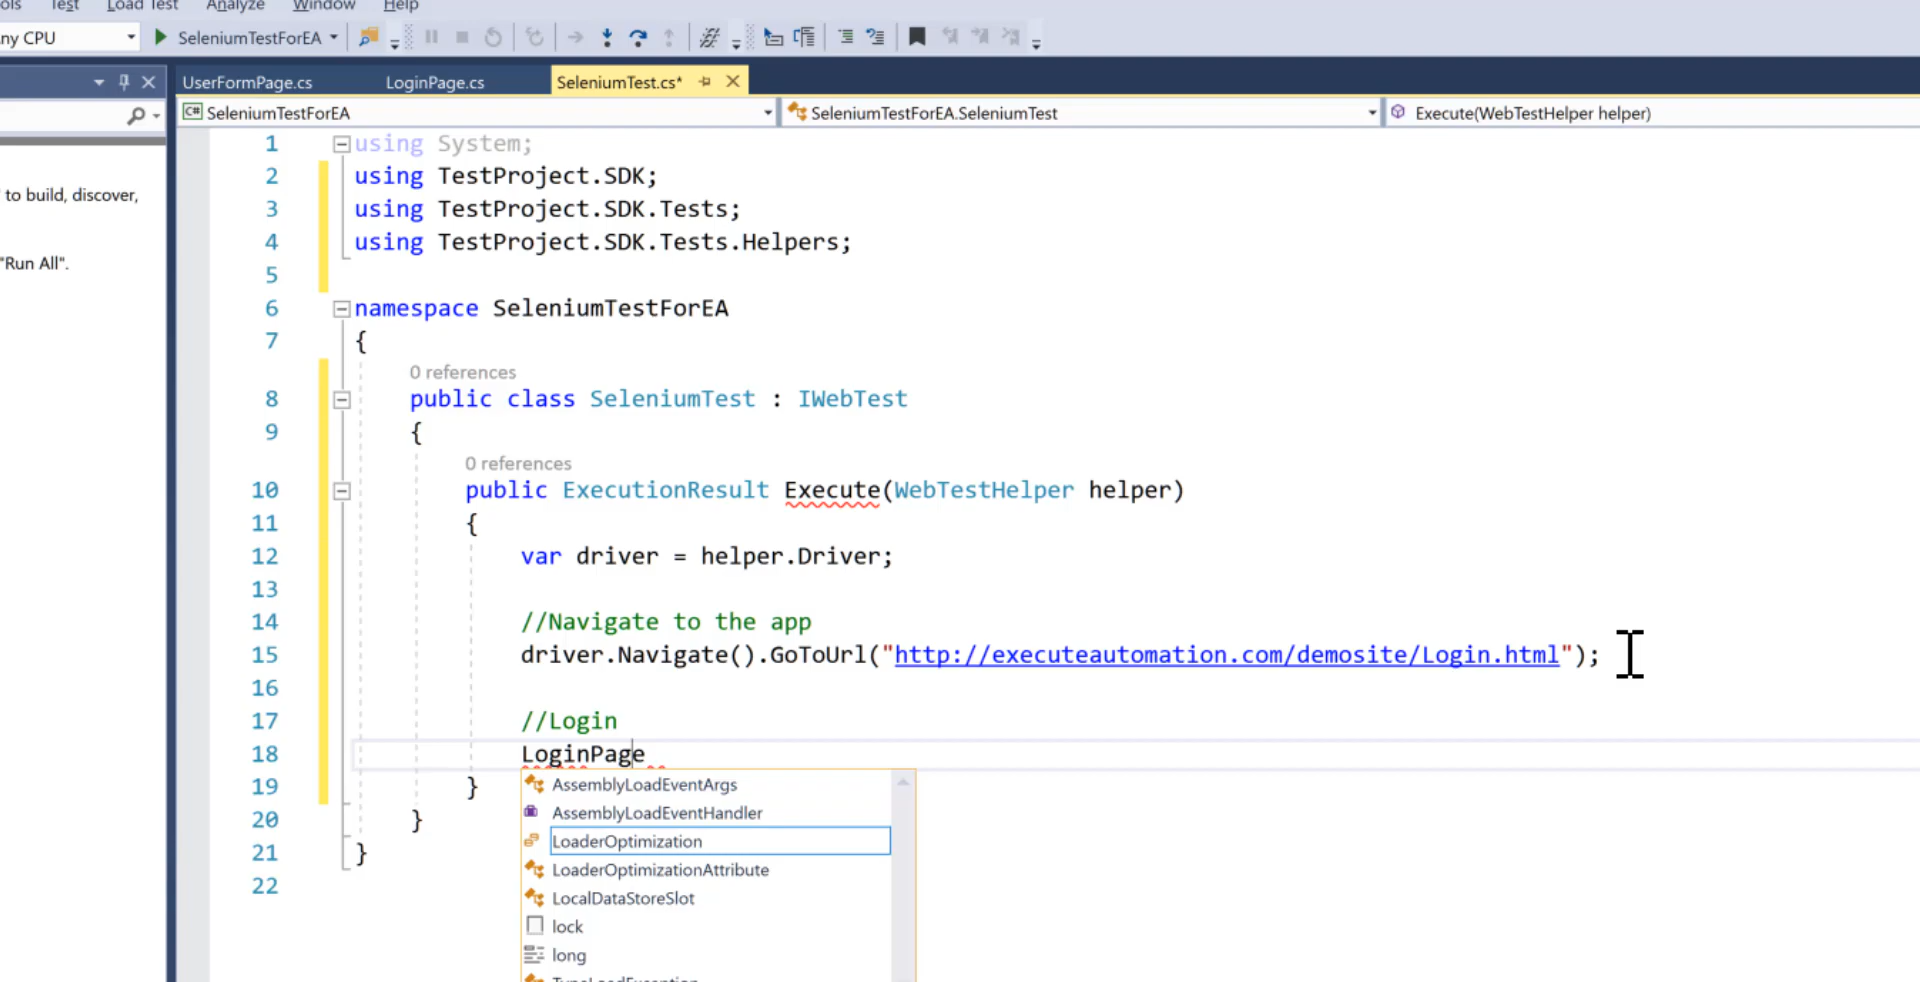 Test Load Test Analyze Window Help
ny CPU SeleniumTestForEA
UserFormPage.cs LoginPage.cs SeleniumTest.cs*
C# SeleniumTestForEA SeleniumTestForEA.SeleniumTest Execute(WebTestHelper helper)
to build, discover,
"Run All".
1 using System;
2 using TestProject.SDK;
3 using TestProject.SDK.Tests;
4 using TestProject.SDK.Tests.Helpers;
5
6 namespace SeleniumTestForEA
7 {
0 references
8 public class SeleniumTest : IWebTest
9 {
0 references
10 public ExecutionResult Execute(WebTestHelper helper)
11 {
12 var driver = helper.Driver;
13
14 //Navigate to the app
15 driver.Navigate().GoToUrl("http://executeautomation.com/demosite/Login.html");
16
17 //Login
18 LoginPage
19 }
20 }
21 }
22
AssemblyLoadEventArgs
AssemblyLoadEventHandler
LoaderOptimization
LoaderOptimizationAttribute
LocalDataStoreSlot
lock
long